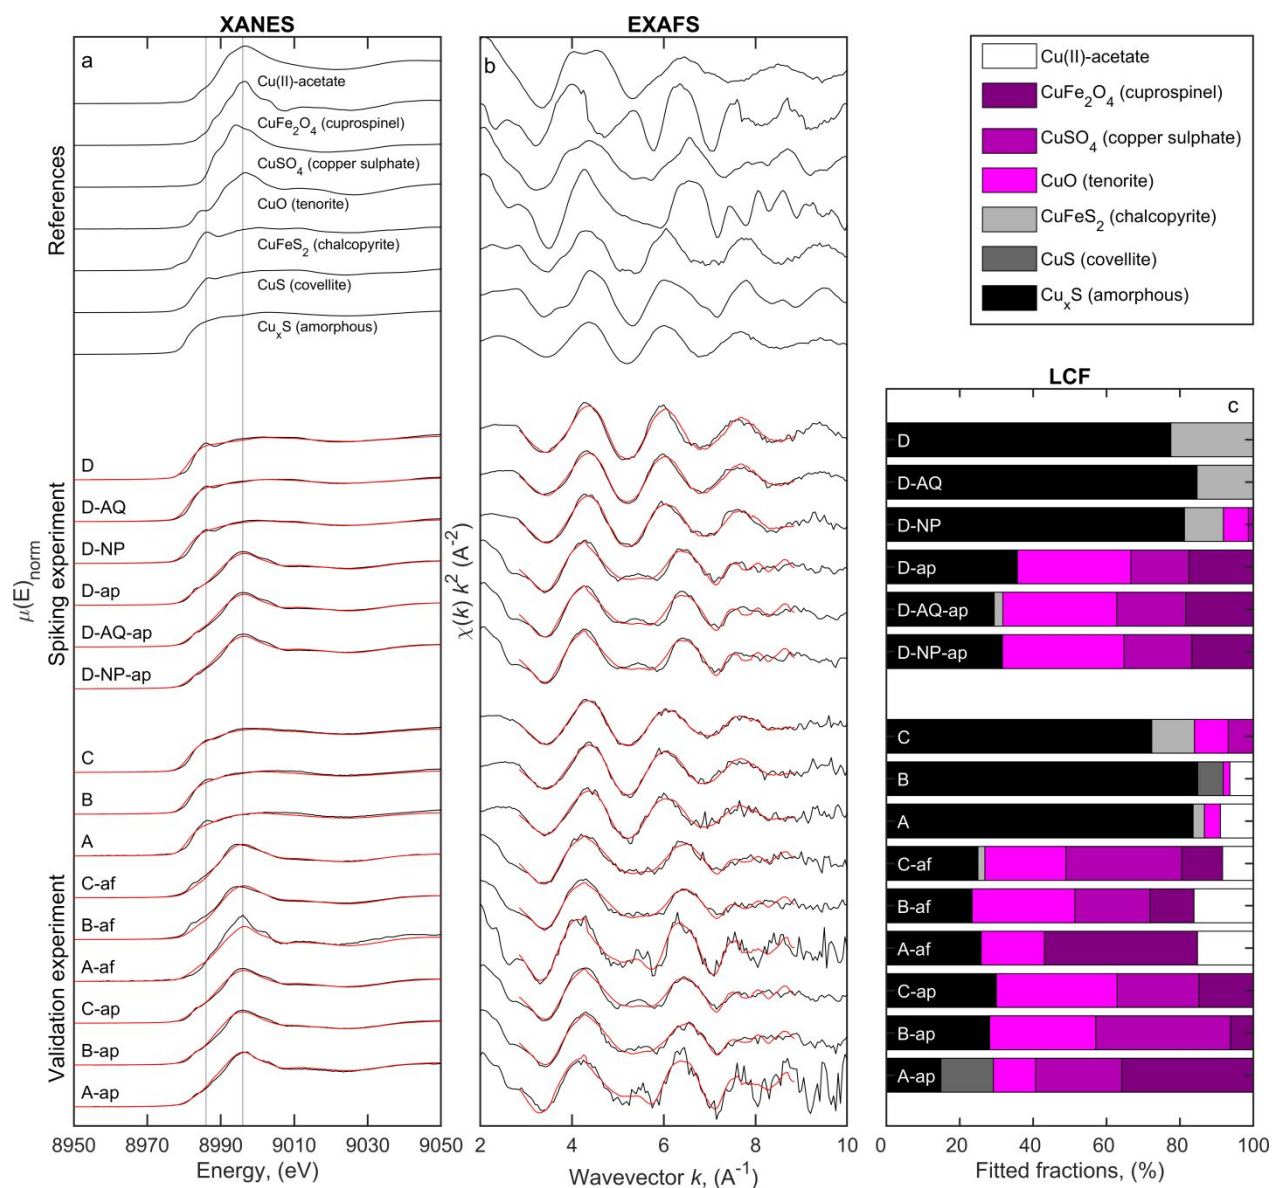 XANES
a
References
Cu(II)-acetate
CuFe₂O₄ (cuprospinel)
CuSO₄ (copper sulphate)
CuO (tenorite)
CuFeS₂ (chalcopyrite)
CuS (covellite)
CuₓS (amorphous)
μ(E)norm
Spiking experiment
D
D-AQ
D-NP
D-ap
D-AQ-ap
D-NP-ap
Validation experiment
C
B
A
C-af
B-af
A-af
C-ap
B-ap
A-ap
8950 8970 8990 9010 9030 9050
Energy, (eV)
EXAFS
b
χ(k) k² (A⁻²)
2 4 6 8 10
Wavevector k, (A⁻¹)
Cu(II)-acetate
CuFe₂O₄ (cuprospinel)
CuSO₄ (copper sulphate)
CuO (tenorite)
CuFeS₂ (chalcopyrite)
CuS (covellite)
CuₓS (amorphous)
LCF
c
D
D-AQ
D-NP
D-ap
D-AQ-ap
D-NP-ap
C
B
A
C-af
B-af
A-af
C-ap
B-ap
A-ap
0 20 40 60 80 100
Fitted fractions, (%)